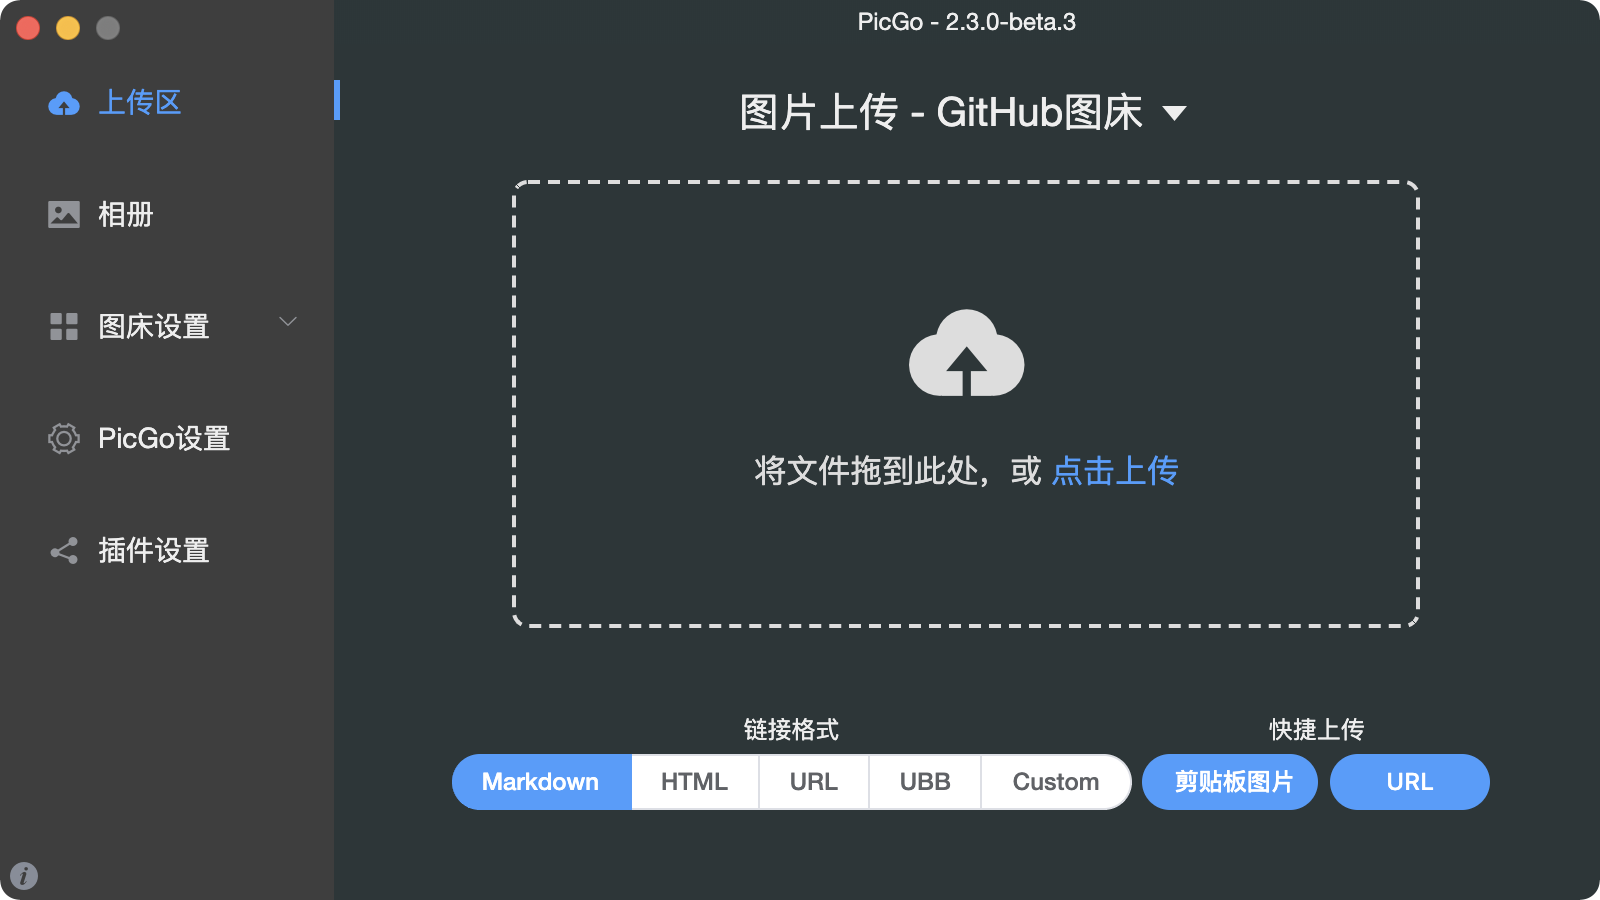 PicGo - 2.3.0-beta.3
上传区
相册
图床设置
PicGo设置
插件设置
图片上传 - GitHub图床
将文件拖到此处，或 点击上传
链接格式
Markdown HTML URL UBB Custom
快捷上传
剪贴板图片 URL
i